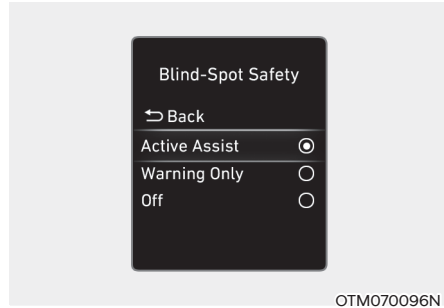 Blind-Spot Safety
Back
Active Assist
Warning Only
Off
OTM070096N